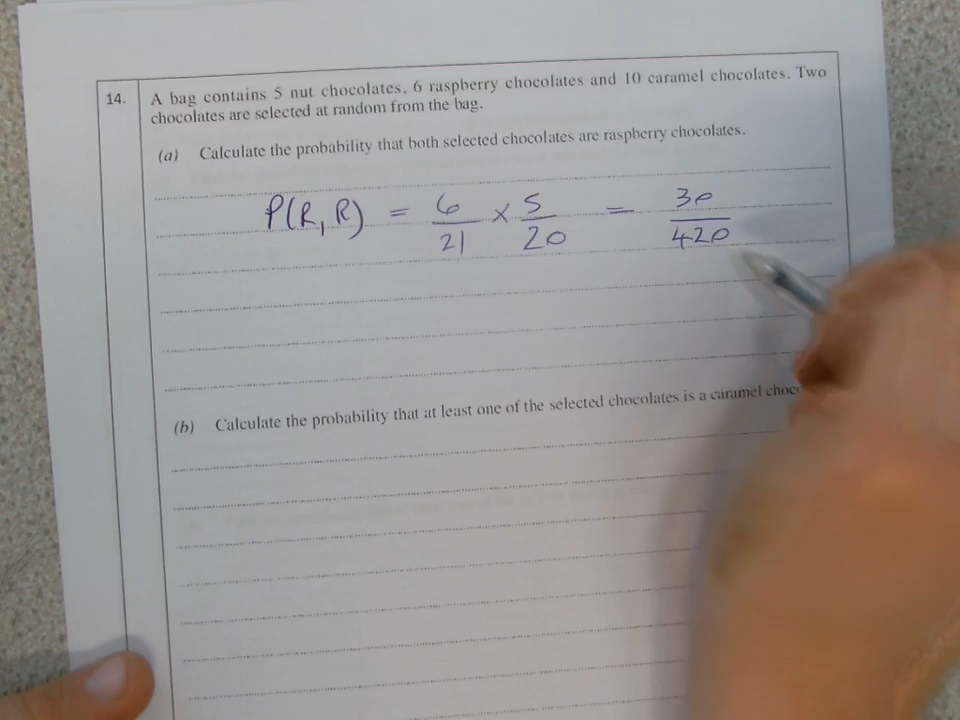 14. A bag contains 5 nut chocolates, 6 raspberry chocolates and 10 caramel chocolates. Two
chocolates are selected at random from the bag.
(a) Calculate the probability that both selected chocolates are raspberry chocolates.
P(R, R) = 6/21 × 5/20 = 30/420
(b) Calculate the probability that at least one of the selected chocolates is a caramel